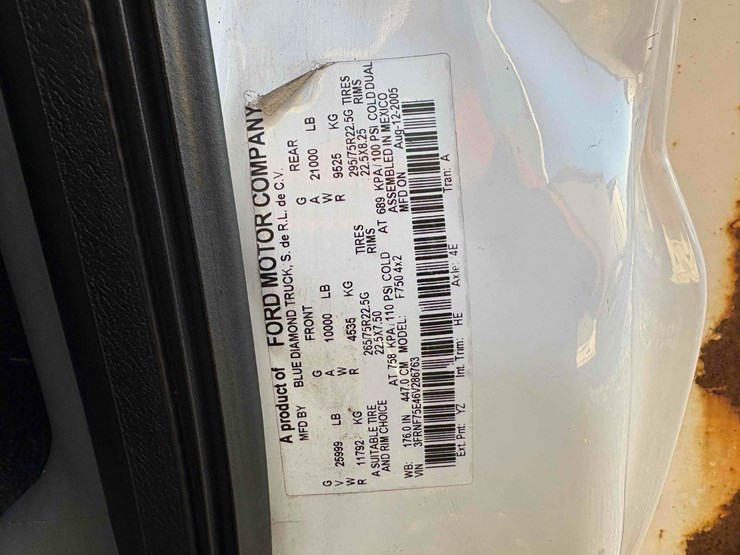 A product of FORD MOTOR COMPANY
MFD BY BLUE DIAMOND TRUCK, S. de R.L. de C.V.
FRONT REAR
G G G
V 25999 LB A 10000 LB A 21000 LB
W W W
R 11792 KG R 4535 KG R 9525 KG
A SUITABLE TIRE 265/75R22.5G TIRES 295/75R22.5G TIRES
AND RIM CHOICE 22.5X7.50 RIMS 22.5X8.25 RIMS
AT 758 KPA/ 110 PSI COLD AT 689 KPA/ 100 PSI COLD DUAL
WB: 176.0 IN 447.0 CM MODEL: F750 4x2 ASSEMBLED IN MEXICO
VIN 3FRNF75E46V286763 MFD ON Aug-12-2005
Ext. Pnt: YZ Int. Trim: HE Axle: 4E Tran: A